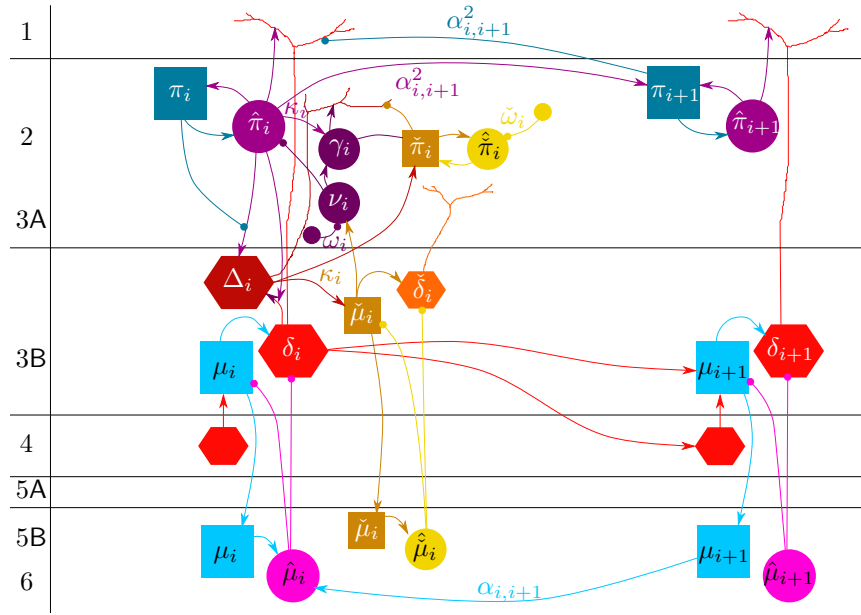 1
α²ᵢ,ᵢ₊₁
πᵢ
κᵢ
α²ᵢ,ᵢ₊₁
ω̌ᵢ
πᵢ₊₁
2
π̂ᵢ
γᵢ
π̌ᵢ
π̌̂ᵢ
π̂ᵢ₊₁
νᵢ
3A
ωᵢ
Δᵢ
κᵢ
δ̌ᵢ
μ̌ᵢ
3B
μᵢ
δᵢ
μᵢ₊₁
δᵢ₊₁
4
5A
5B
μᵢ
μ̌ᵢ
μ̌̂ᵢ
μᵢ₊₁
6
μ̂ᵢ
αᵢ,ᵢ₊₁
μ̂ᵢ₊₁